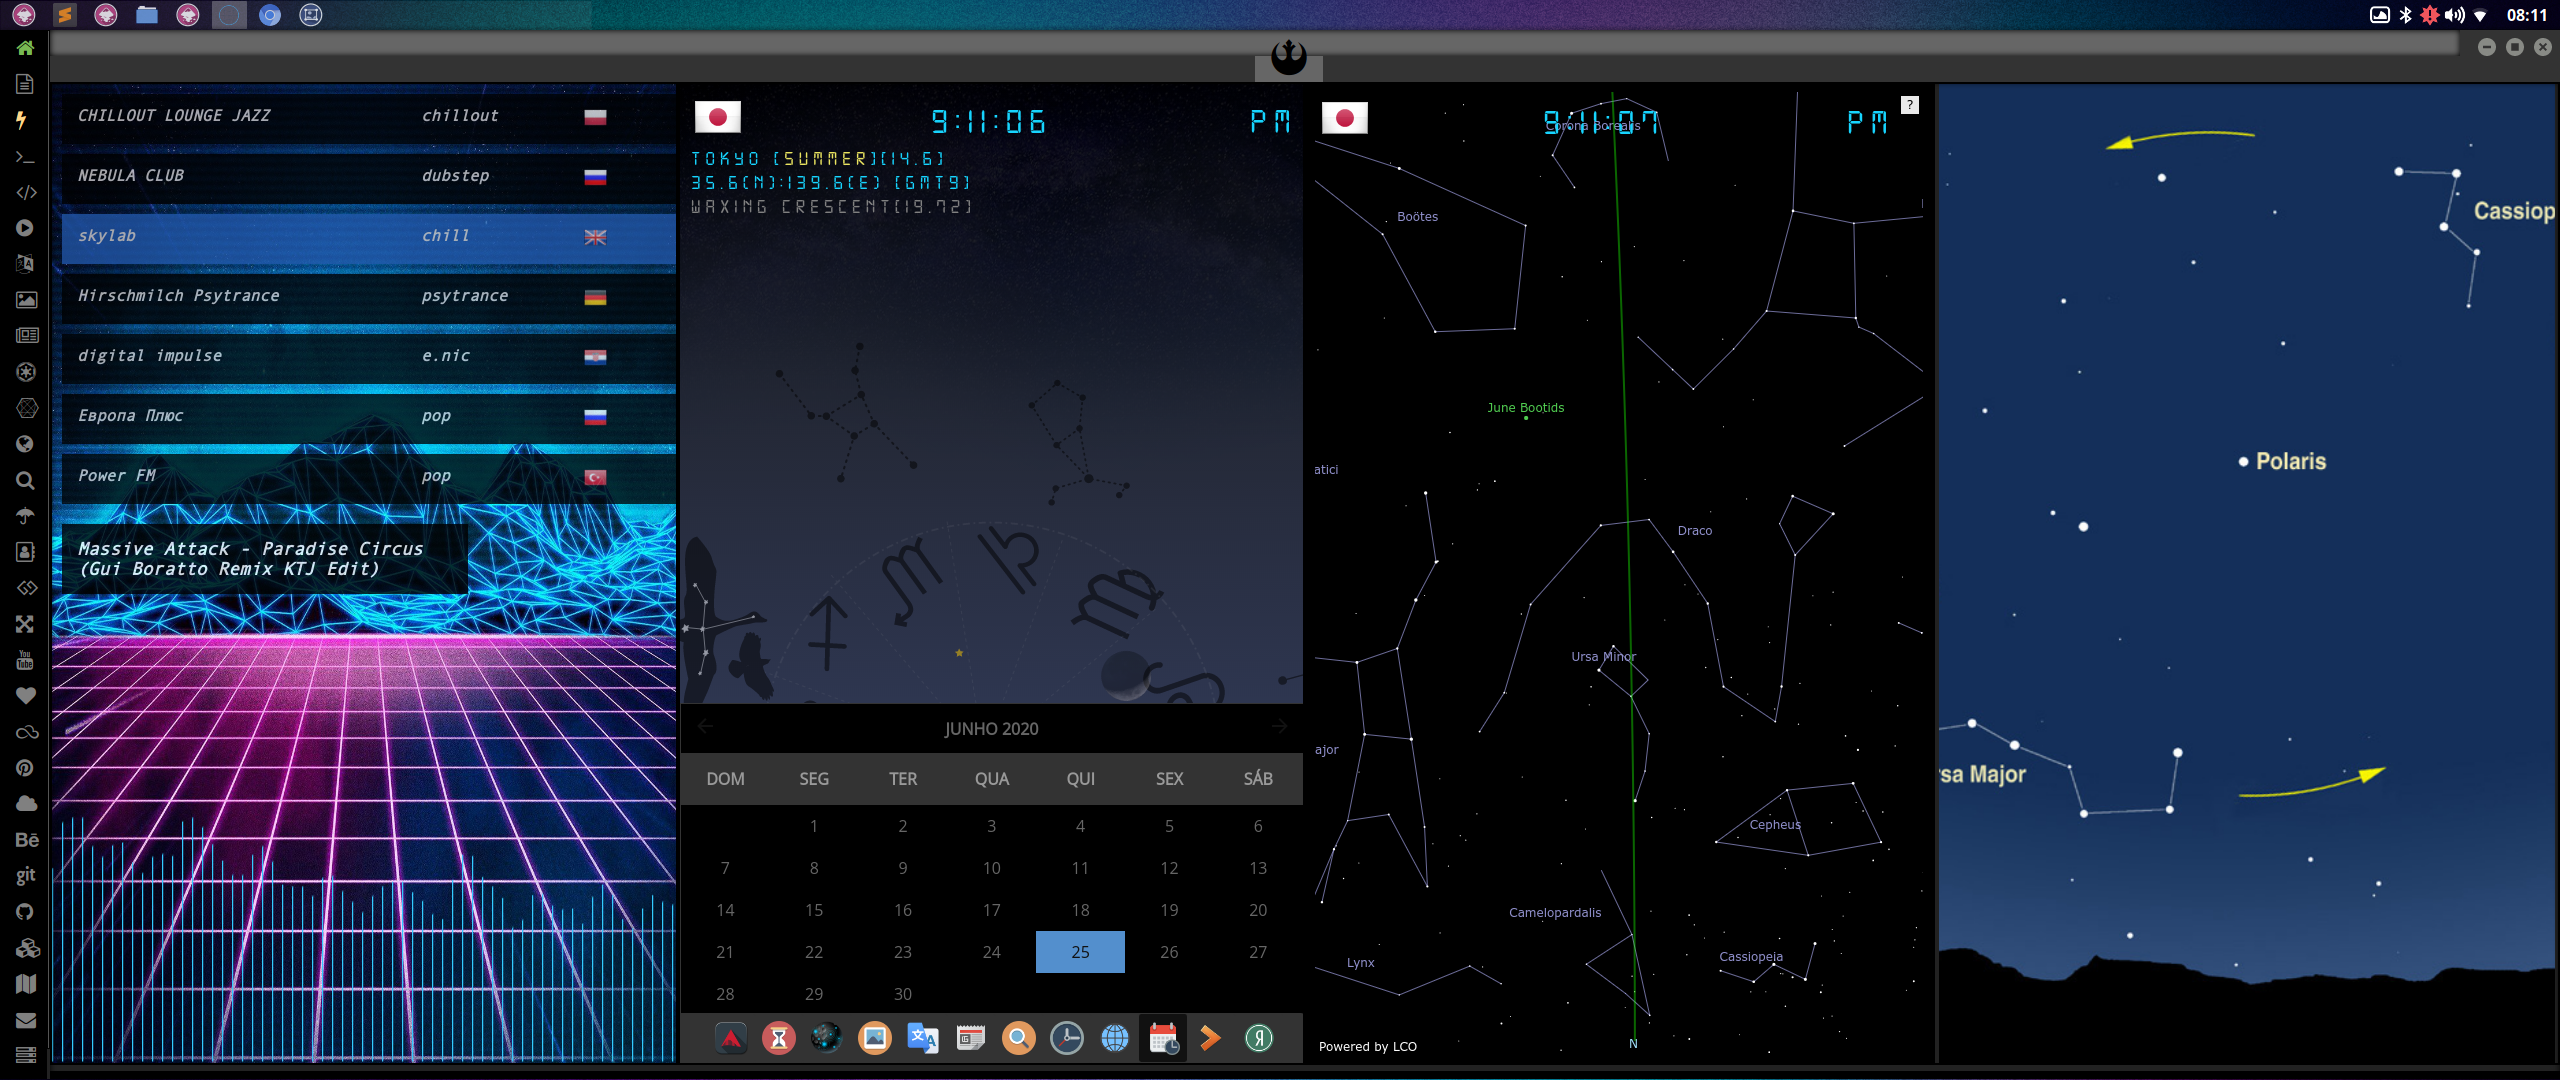 08:11
CHILLOUT LOUNGE JAZZ chillout
NEBULA CLUB dubstep
skylab chill
Hirschmilch Psytrance psytrance
digital impulse e.nic
Европа Плюс pop
Power FM pop
Massive Attack - Paradise Circus
(Gui Boratto Remix KTJ Edit)
You
Tube
Bē
git
9:11:06 PM
TOKYO [SUMMER][14.6]
35.6(N):139.6(E) [GMT9]
WAXING CRESCENT[19.72]
JUNHO 2020
DOM SEG TER QUA QUI SEX SÁB
1 2 3 4 5 6
7 8 9 10 11 12 13
14 15 16 17 18 19 20
21 22 23 24 25 26 27
28 29 30
Я
9:11:07 PM
?
Corona Borealis
Boötes
June Bootids
atici
Draco
Ursa Minor
ajor
Cepheus
Camelopardalis
Cassiopeia
Lynx
N
Powered by LCO
Cassiop
Polaris
sa Major